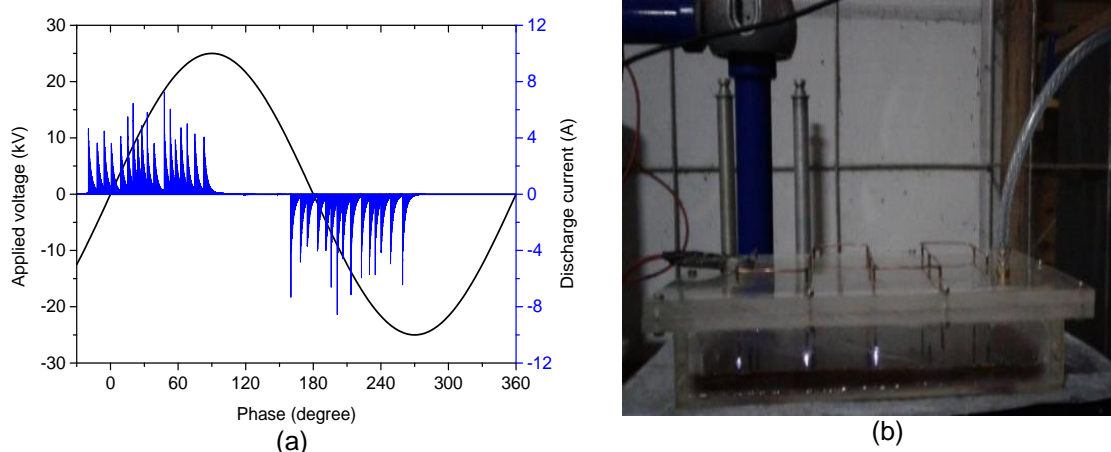 30
20
10
0
-10
-20
-30
Applied voltage (kV)
12
8
4
0
-4
-8
-12
Discharge current (A)
0 60 120 180 240 300 360
Phase (degree)
(a)
(b)